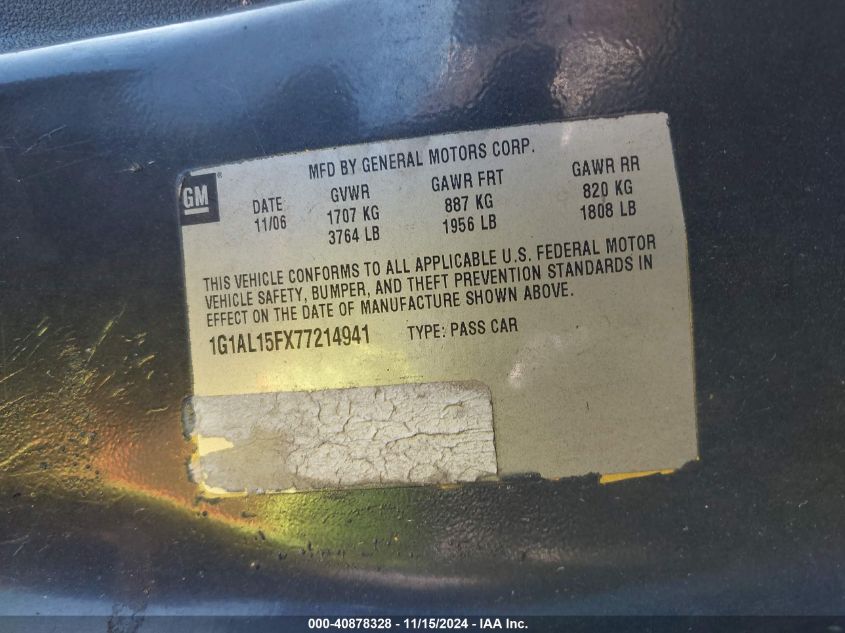 MFD BY GENERAL MOTORS CORP.
GM®
DATE GVWR GAWR FRT GAWR RR
11/06 1707 KG 887 KG 820 KG
3764 LB 1956 LB 1808 LB
THIS VEHICLE CONFORMS TO ALL APPLICABLE U.S. FEDERAL MOTOR
VEHICLE SAFETY, BUMPER, AND THEFT PREVENTION STANDARDS IN
EFFECT ON THE DATE OF MANUFACTURE SHOWN ABOVE.
1G1AL15FX77214941 TYPE: PASS CAR
000-40878328 - 11/15/2024 - IAA Inc.